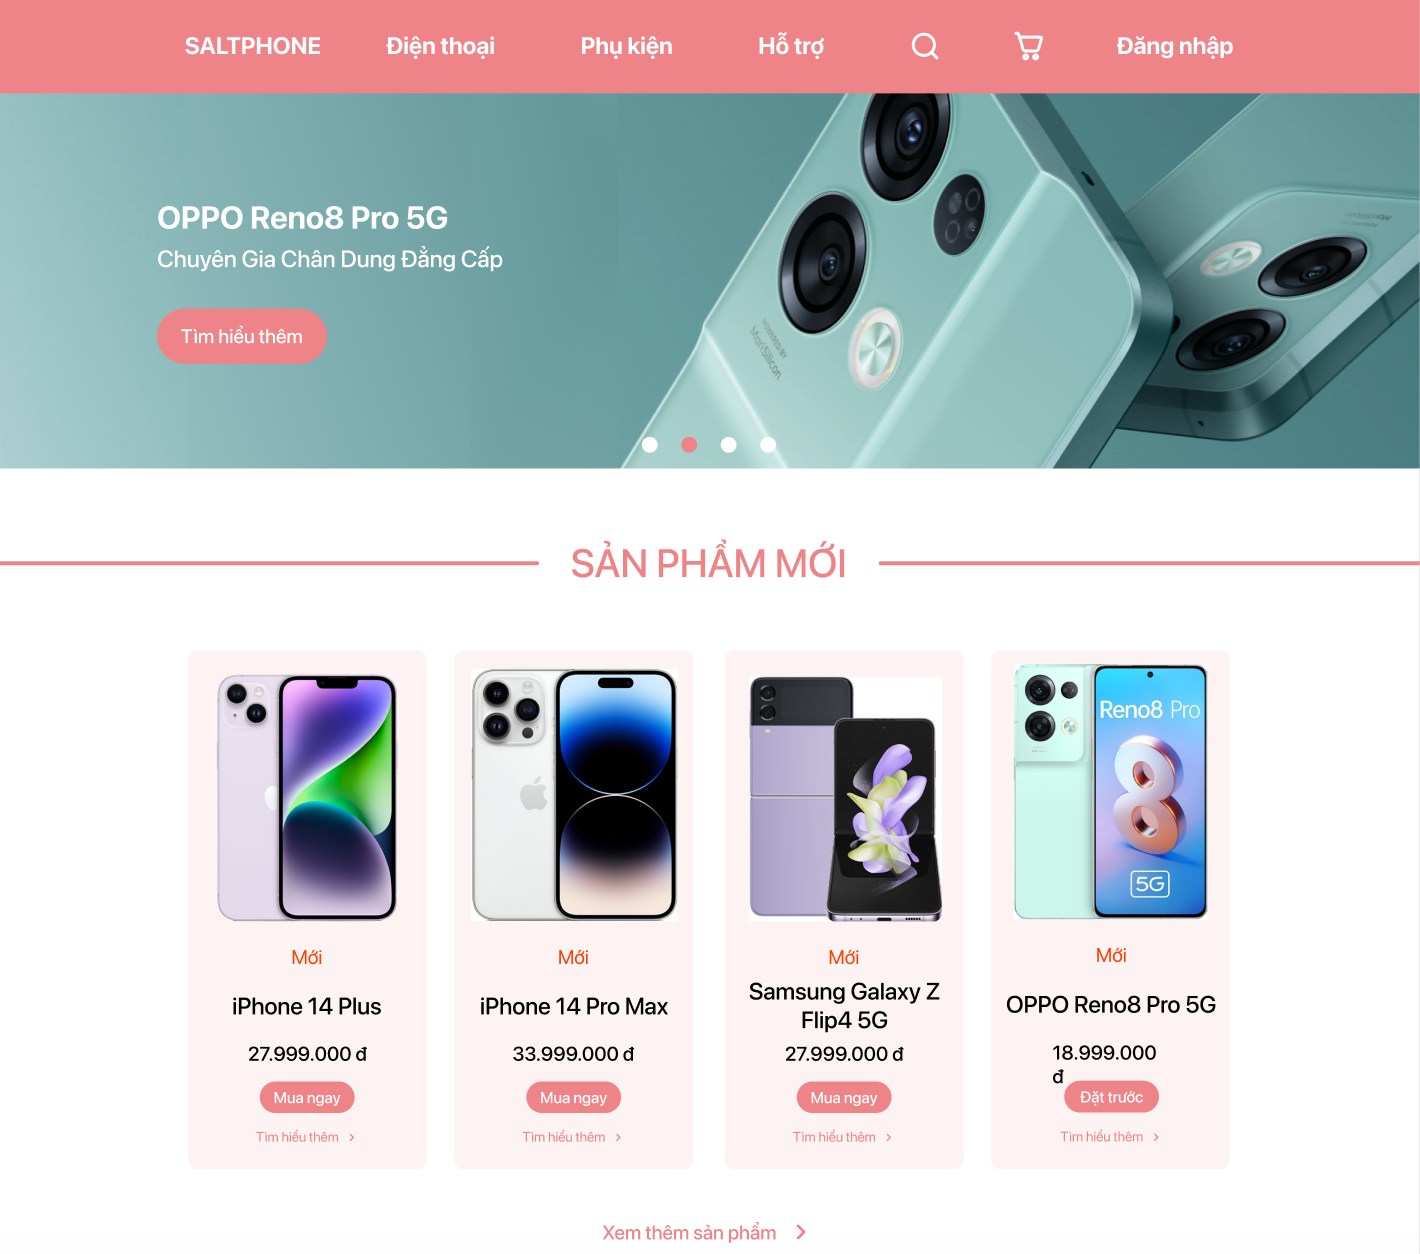 SALTPHONE
Điện thoại
Phụ kiện
Hỗ trợ
Đăng nhập
OPPO Reno8 Pro 5G
Chuyên Gia Chân Dung Đẳng Cấp
Tìm hiểu thêm
POWERED BY
MariSilicon
SẢN PHẨM MỚI
Reno8 Pro
5G
Mới
iPhone 14 Plus
27.999.000 đ
Mua ngay
Tìm hiểu thêm
Mới
iPhone 14 Pro Max
33.999.000 đ
Mua ngay
Tìm hiểu thêm
Mới
Samsung Galaxy Z
Flip4 5G
27.999.000 đ
Mua ngay
Tìm hiểu thêm
Mới
OPPO Reno8 Pro 5G
18.999.000
đ
Đặt trước
Tìm hiểu thêm
Xem thêm sản phẩm